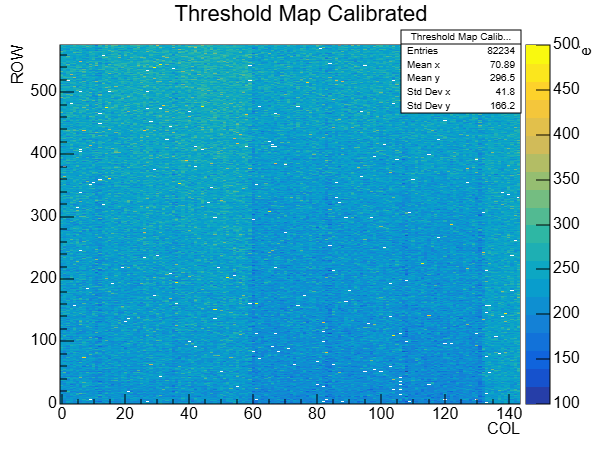 Threshold Map Calibrated
Threshold Map Calib...
Entries 82234
Mean x 70.89
Mean y 296.5
Std Dev x 41.8
Std Dev y 166.2
ROW
500
400
300
200
100
0
0 20 40 60 80 100 120 140
COL
500
450
400
350
300
250
200
150
100
e